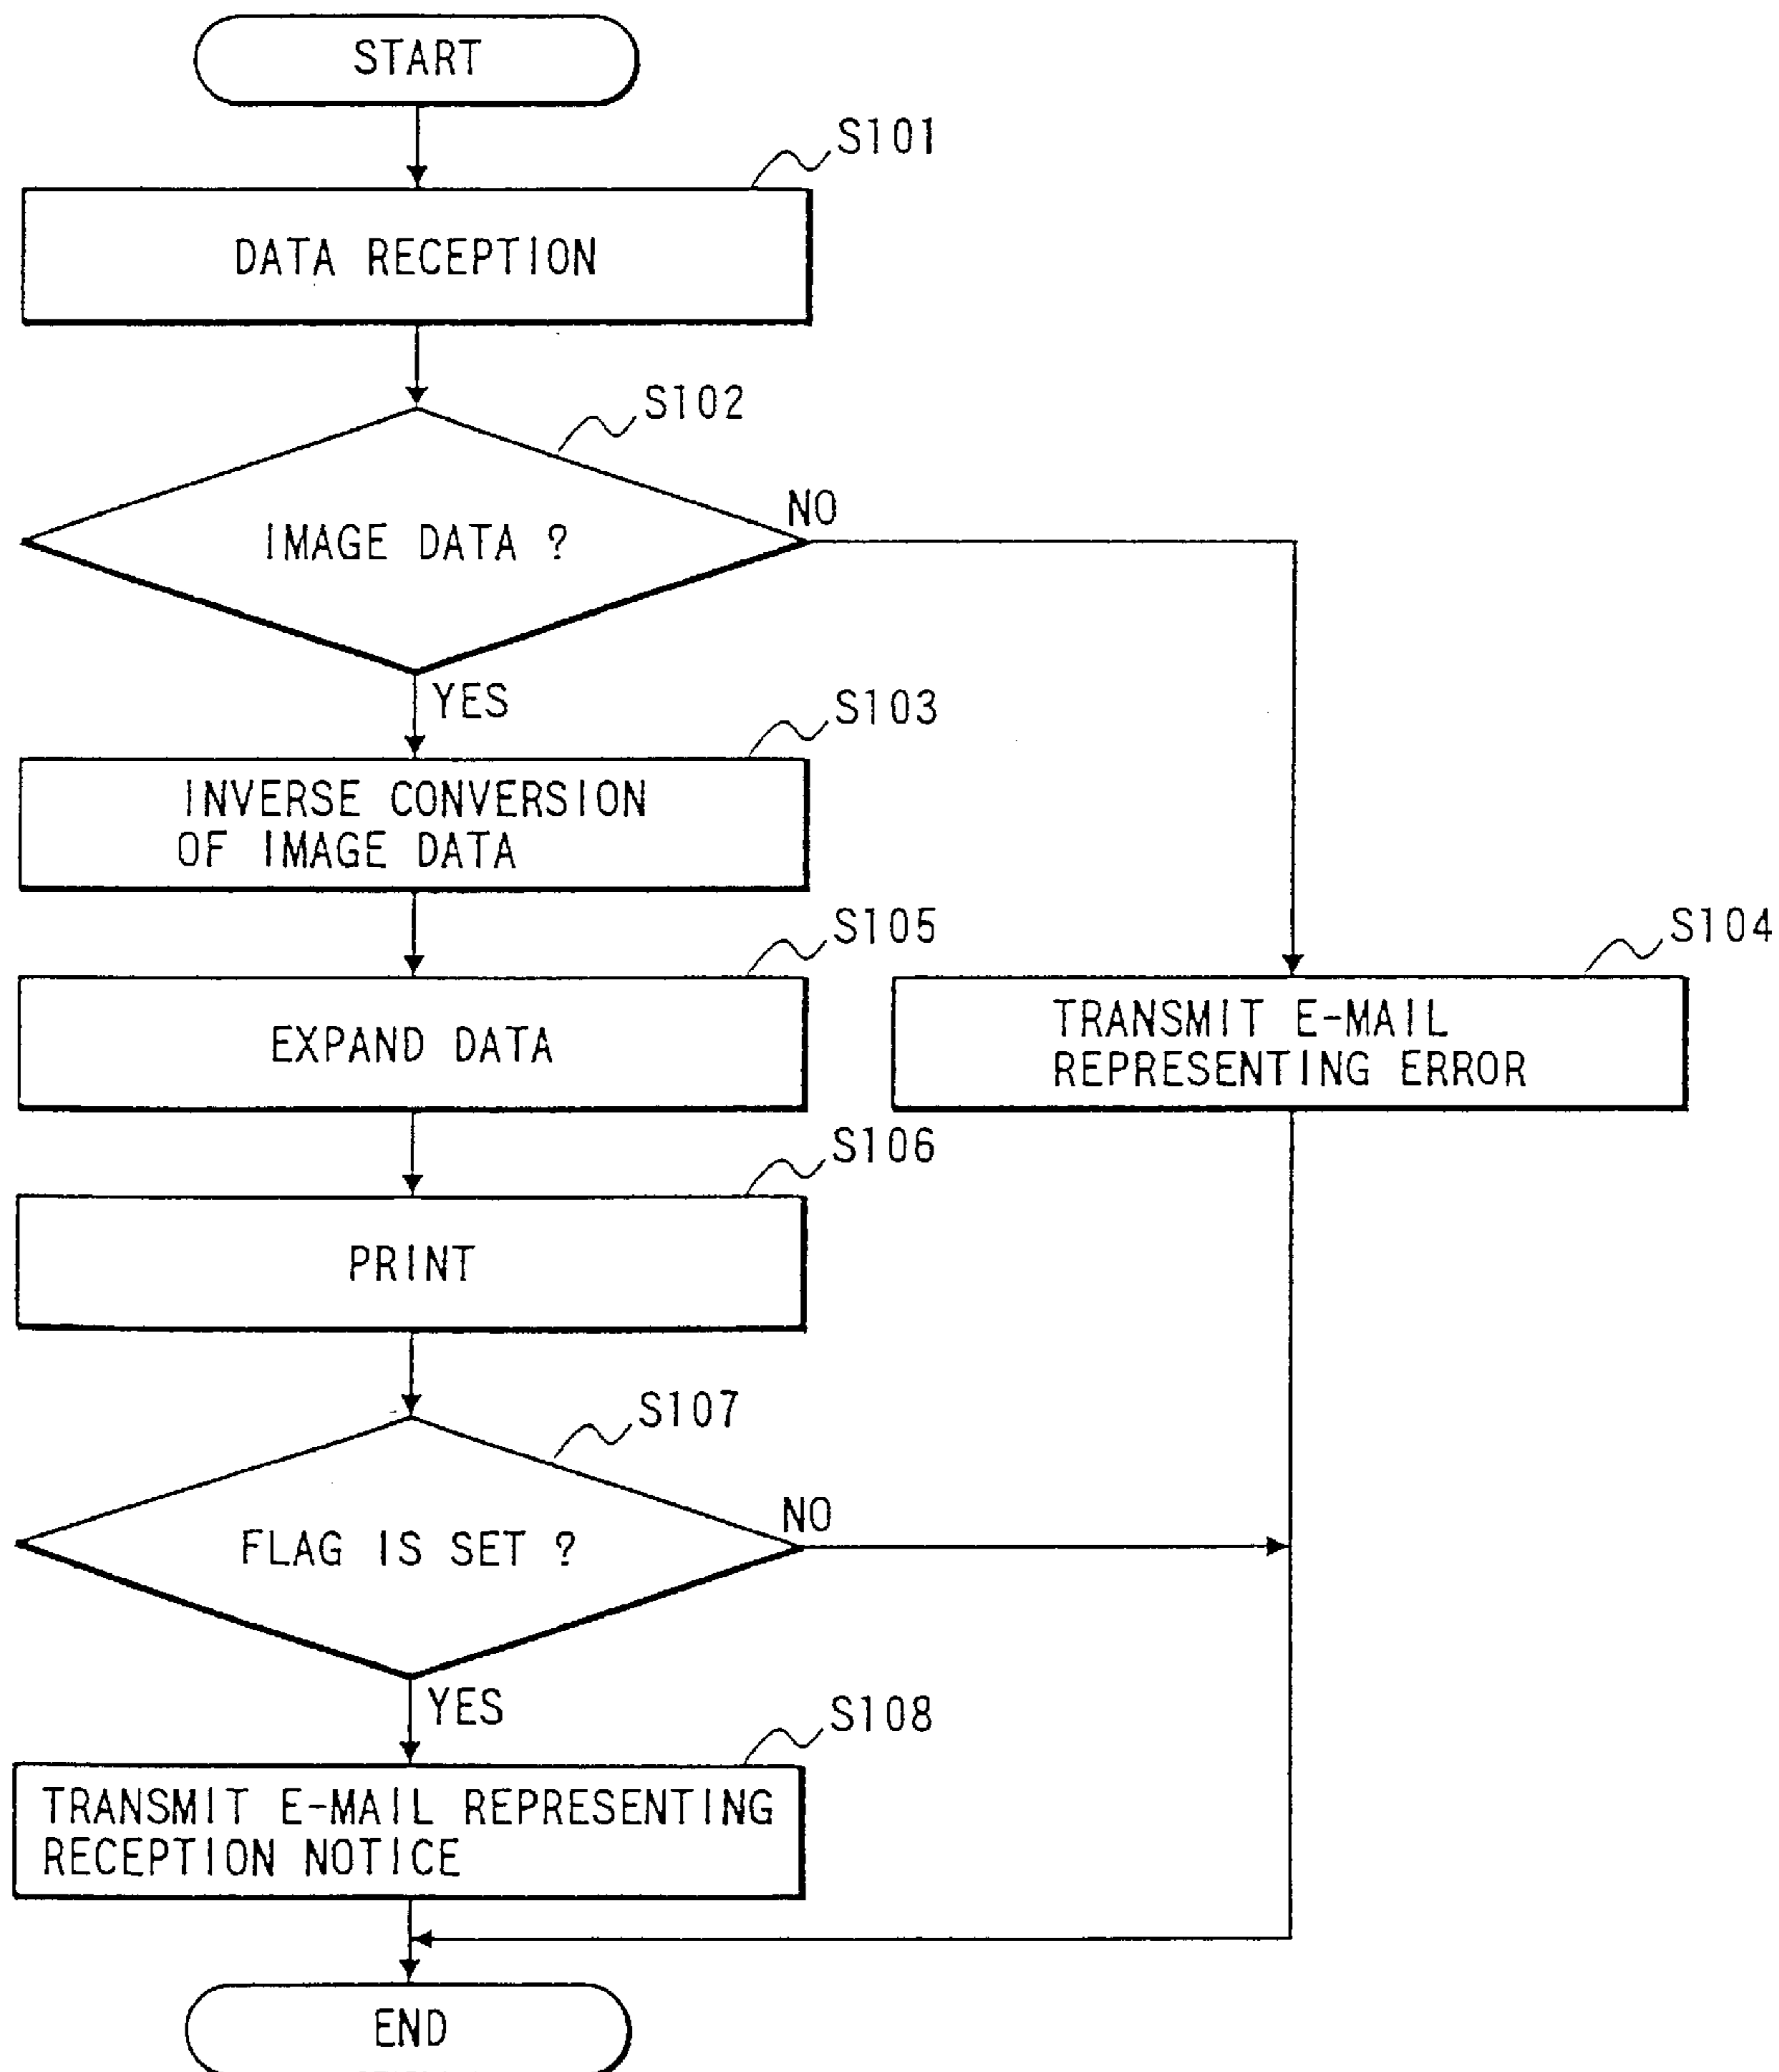 START
S101
DATA RECEPTION
S102
IMAGE DATA ?
NO
YES
S103
INVERSE CONVERSION
OF IMAGE DATA
S105
EXPAND DATA
S104
TRANSMIT E-MAIL
REPRESENTING ERROR
S106
PRINT
S107
FLAG IS SET ?
NO
YES
S108
TRANSMIT E-MAIL REPRESENTING
RECEPTION NOTICE
END